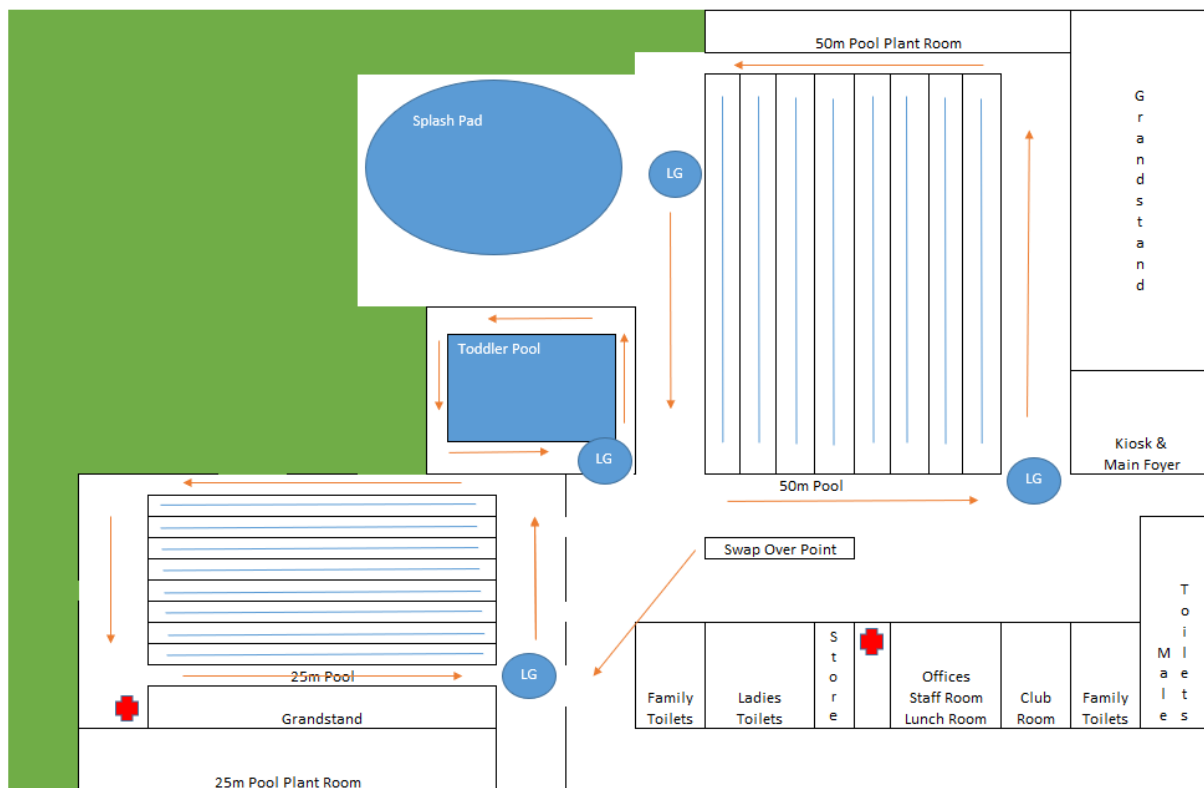 50m Pool Plant Room
Grandstand
Splash Pad
LG
Toddler Pool
LG
Kiosk &
Main Foyer
LG
50m Pool
Swap Over Point
25m Pool
LG
Grandstand
25m Pool Plant Room
Family
Toilets
Ladies
Toilets
Store
Offices
Staff Room
Lunch Room
Club
Room
Family
Toilets
Male
Toilets